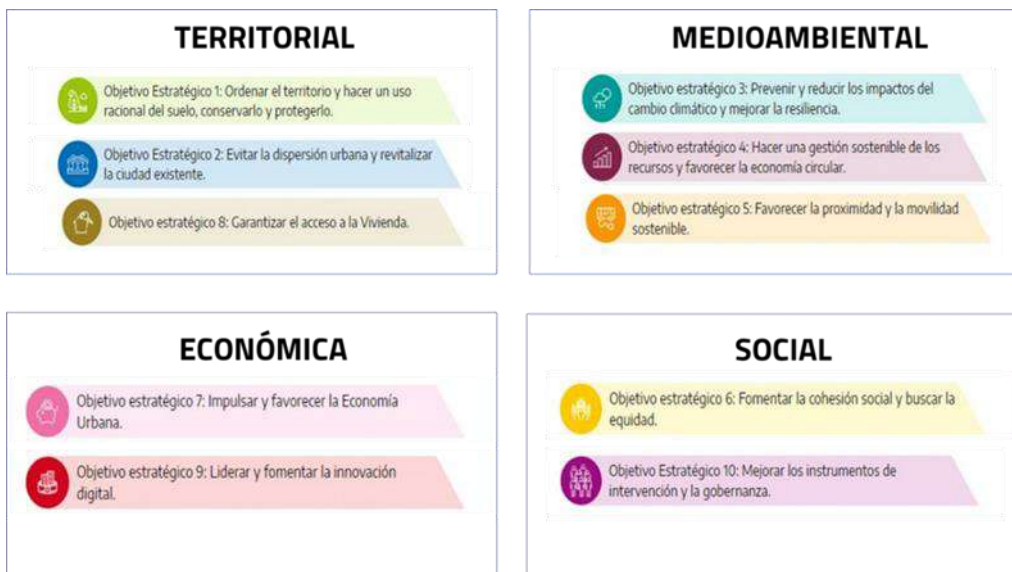 TERRITORIAL
Objetivo Estratégico 1: Ordenar el territorio y hacer un uso
racional del suelo, conservarlo y protegerlo.
Objetivo Estratégico 2: Evitar la dispersión urbana y revitalizar
la ciudad existente.
Objetivo estratégico 8: Garantizar el acceso a la Vivienda.
MEDIOAMBIENTAL
Objetivo estratégico 3: Prevenir y reducir los impactos del
cambio climático y mejorar la resiliencia.
Objetivo estratégico 4: Hacer una gestión sostenible de los
recursos y favorecer la economía circular.
Objetivo estratégico 5: Favorecer la proximidad y la movilidad
sostenible.
ECONÓMICA
Objetivo estratégico 7: Impulsar y favorecer la Economía
Urbana.
Objetivo estratégico 9: Liderar y fomentar la innovación
digital.
SOCIAL
Objetivo estratégico 6: Fomentar la cohesión social y buscar la
equidad.
Objetivo Estratégico 10: Mejorar los instrumentos de
intervención y la gobernanza.